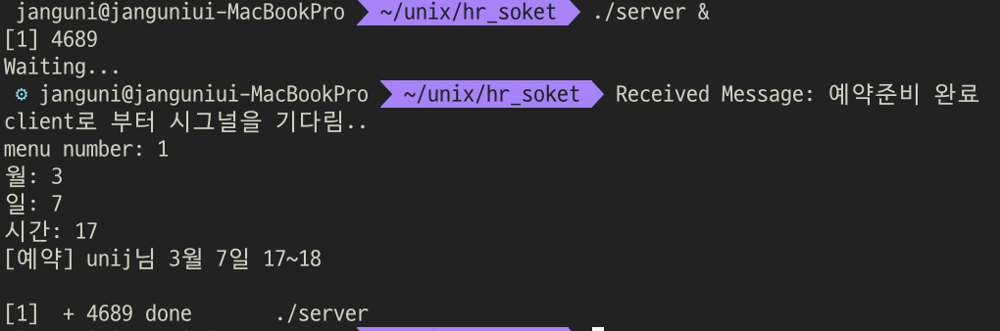 janguni@janguniui-MacBookPro ~/unix/hr_soket ./server &
[1] 4689
Waiting...
⚙ janguni@janguniui-MacBookPro ~/unix/hr_soket Received Message: 예약준비 완료
client로 부터 시그널을 기다림..
menu number: 1
월: 3
일: 7
시간: 17
[예약] unij님 3월 7일 17~18
[1]  + 4689 done       ./server